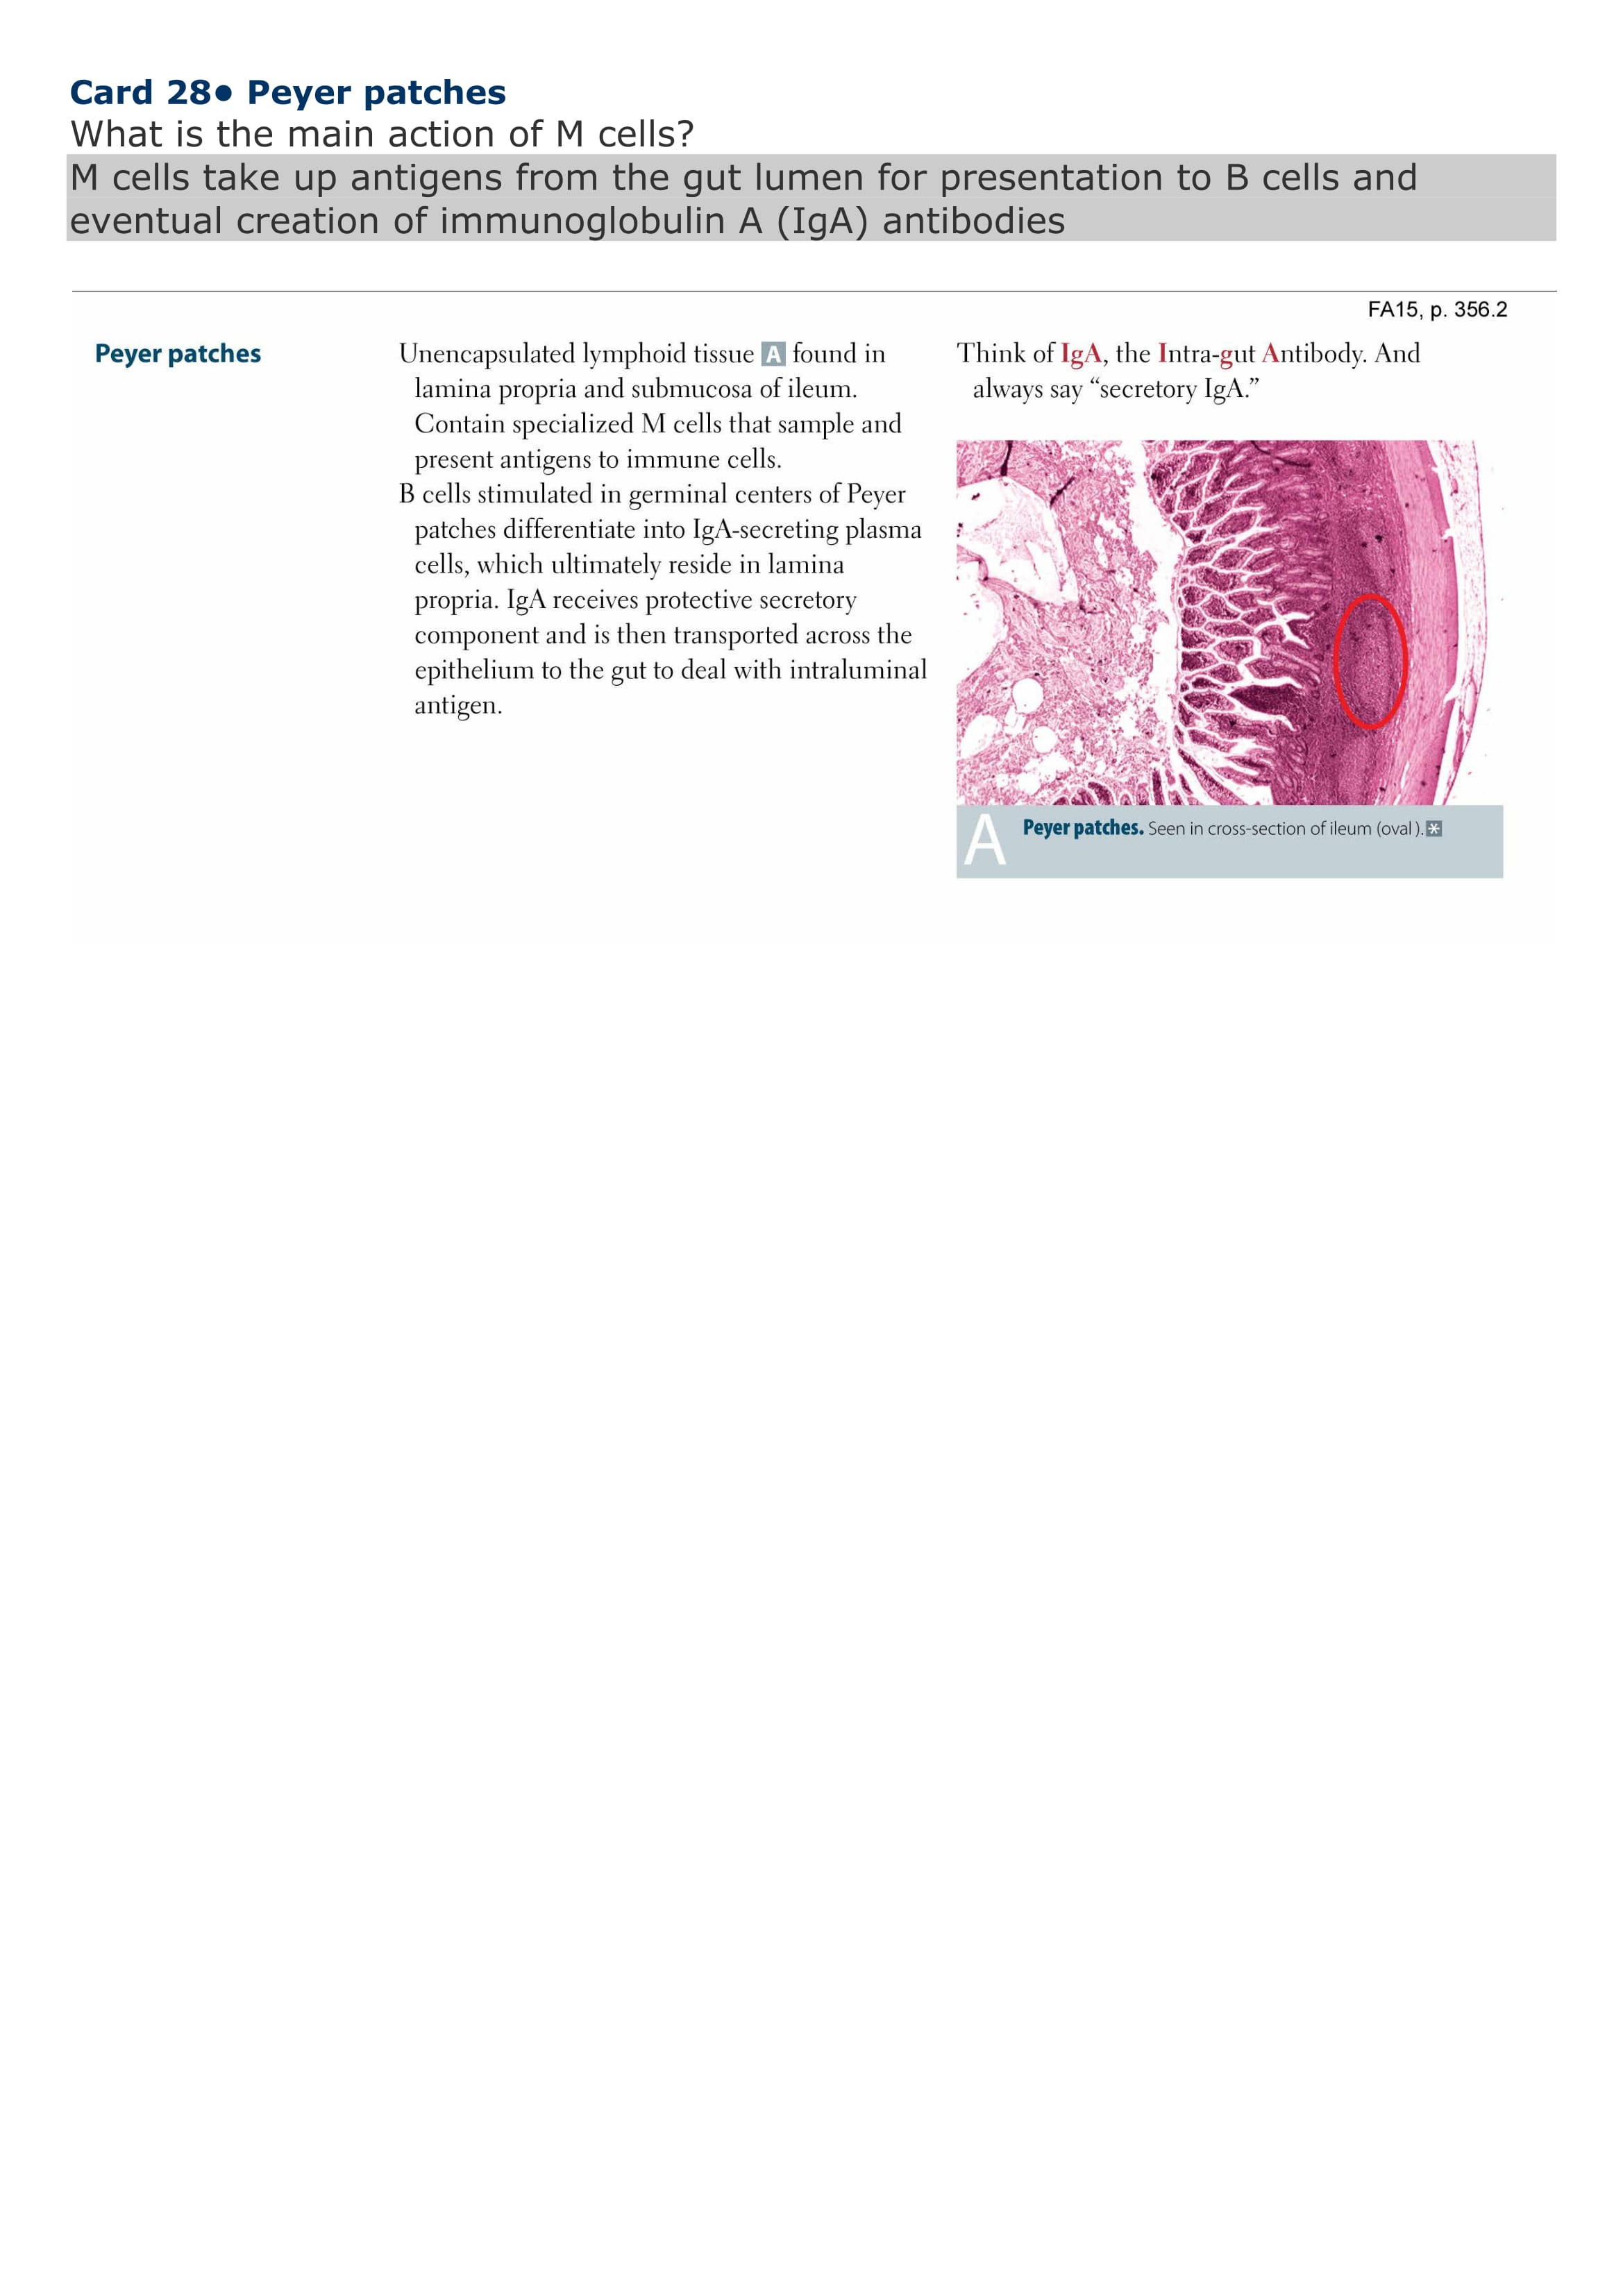 Card 28• Peyer patches
What is the main action of M cells?
M cells take up antigens from the gut lumen for presentation to B cells and
eventual creation of immunoglobulin A (IgA) antibodies
FA15, p. 356.2
Peyer patches
Unencapsulated lymphoid tissue A found in
lamina propria and submucosa of ileum.
Contain specialized M cells that sample and
present antigens to immune cells.
B cells stimulated in germinal centers of Peyer
patches differentiate into IgA-secreting plasma
cells, which ultimately reside in lamina
propria. IgA receives protective secretory
component and is then transported across the
epithelium to the gut to deal with intraluminal
antigen.
Think of IgA, the Intra-gut Antibody. And
always say “secretory IgA.”
A Peyer patches. Seen in cross-section of ileum (oval ).*